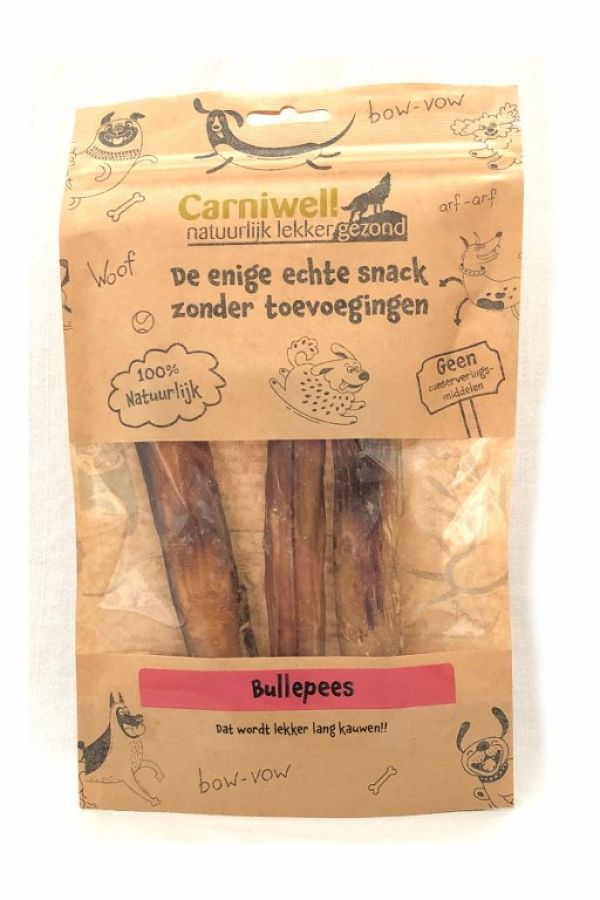 bow-vow
Carniwell
natuurlijk lekker gezond
arf-arf
Woof
De enige echte snack
zonder toevoegingen
100%
Natuurlijk
Geen
conserverings-
middelen
Bullepees
Dat wordt lekker lang kauwen!!
bow-vow